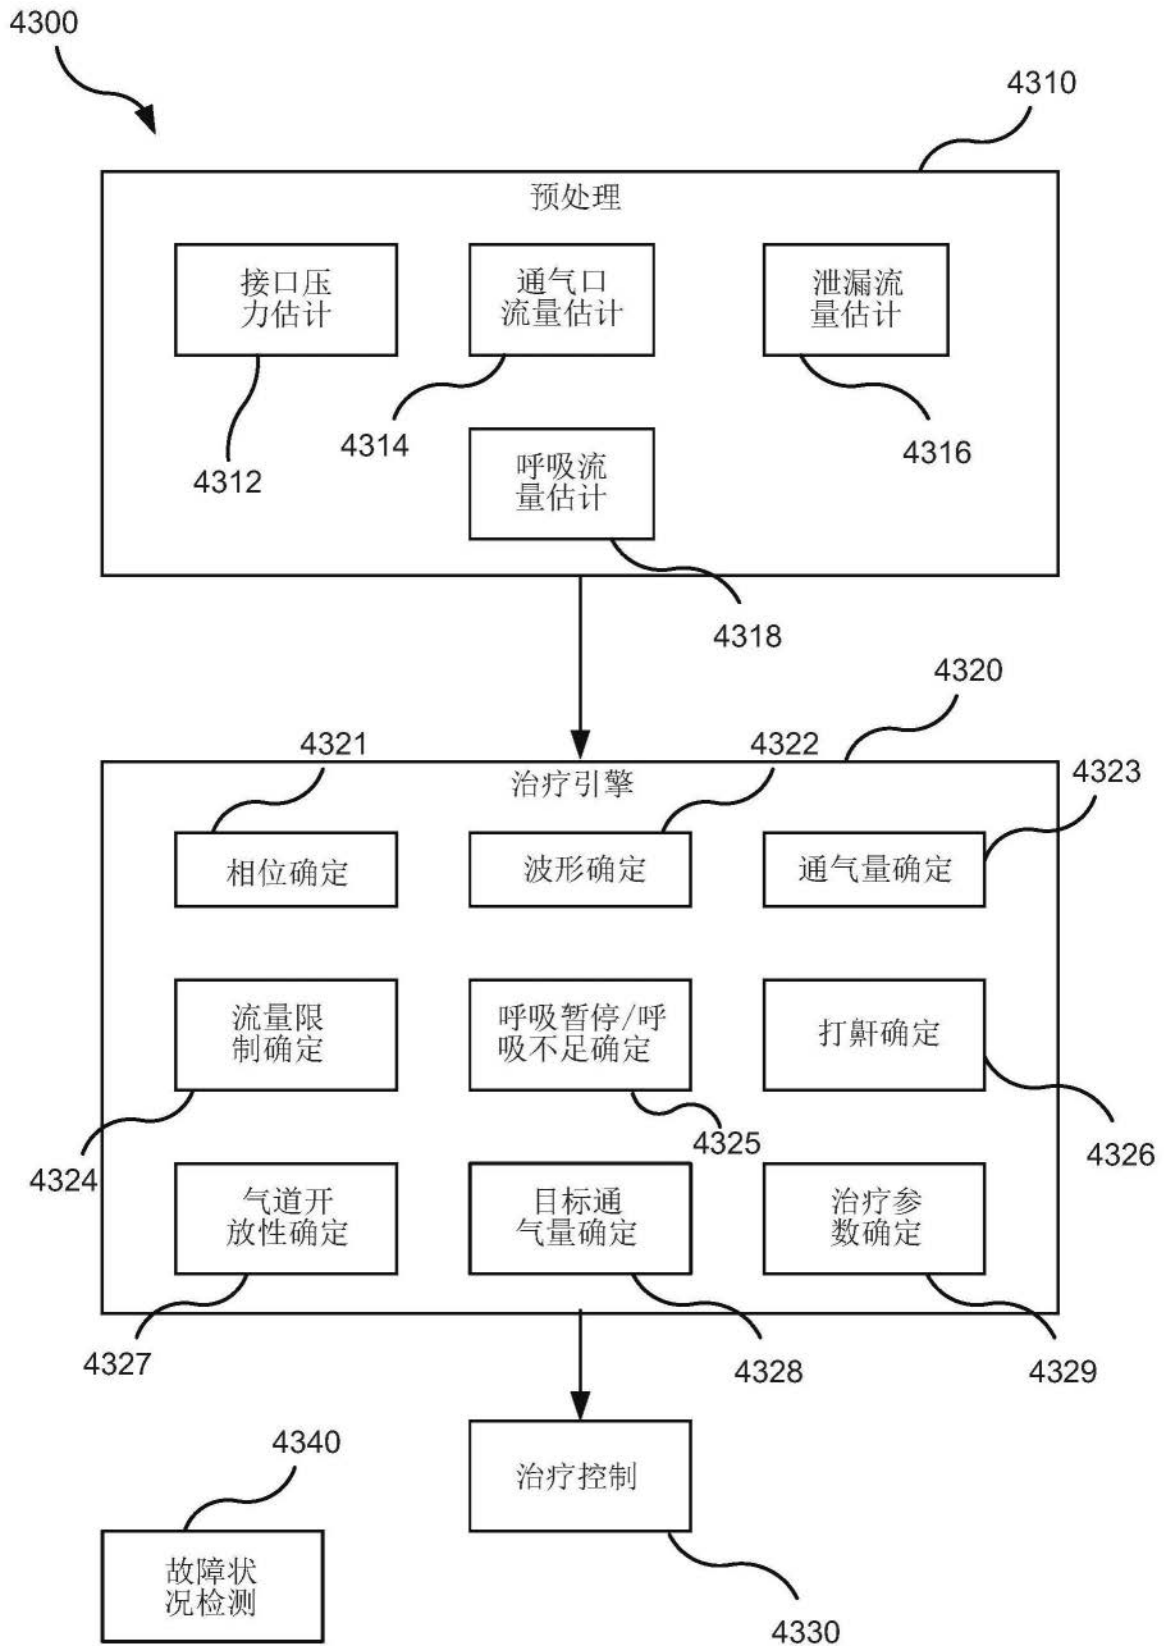 4300
4310
预处理
接口压
力估计
通气口
流量估计
泄漏流
量估计
4312
4314
4316
呼吸流
量估计
4318
4320
治疗引擎
4321
4322
4323
相位确定
波形确定
通气量确定
流量限
制确定
呼吸暂停/呼
吸不足确定
打鼾确定
4324
4325
4326
气道开
放性确定
目标通
气量确定
治疗参
数确定
4327
4328
4329
4340
治疗控制
故障状
况检测
4330